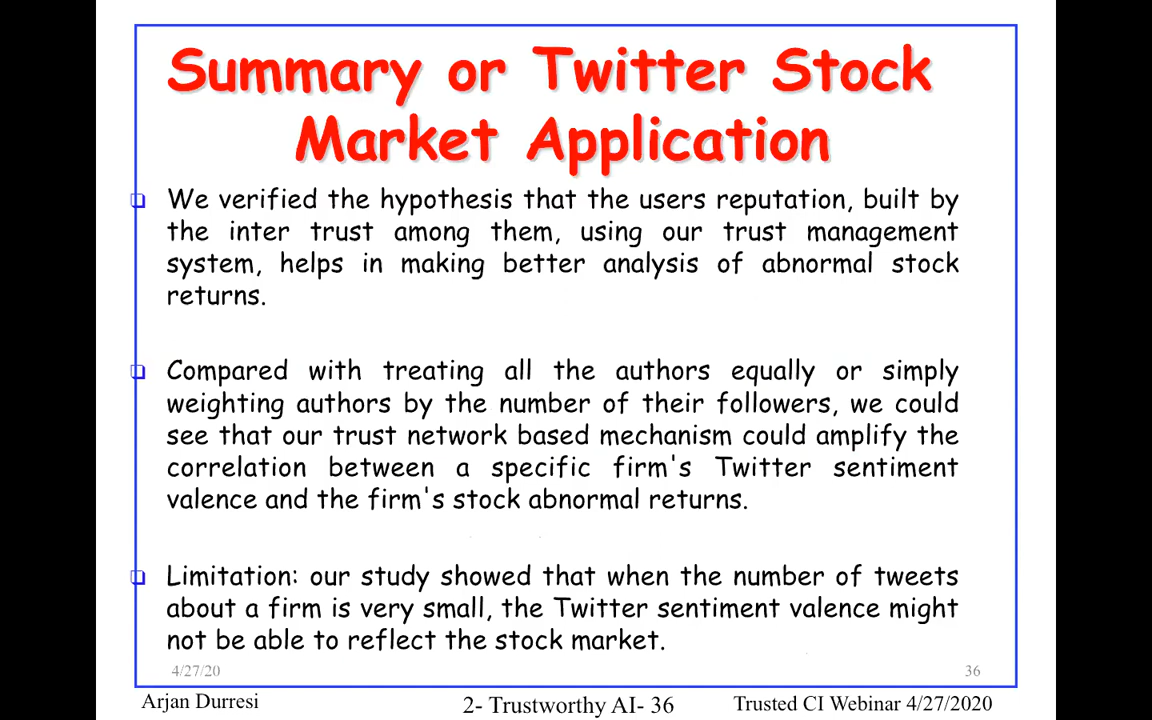 Summary or Twitter Stock
Market Application
We verified the hypothesis that the users reputation, built by
the inter trust among them, using our trust management
system, helps in making better analysis of abnormal stock
returns.
Compared with treating all the authors equally or simply
weighting authors by the number of their followers, we could
see that our trust network based mechanism could amplify the
correlation between a specific firm's Twitter sentiment
valence and the firm's stock abnormal returns.
Limitation: our study showed that when the number of tweets
about a firm is very small, the Twitter sentiment valence might
not be able to reflect the stock market.
4/27/20 36
Arjan Durresi 2- Trustworthy AI- 36 Trusted CI Webinar 4/27/2020